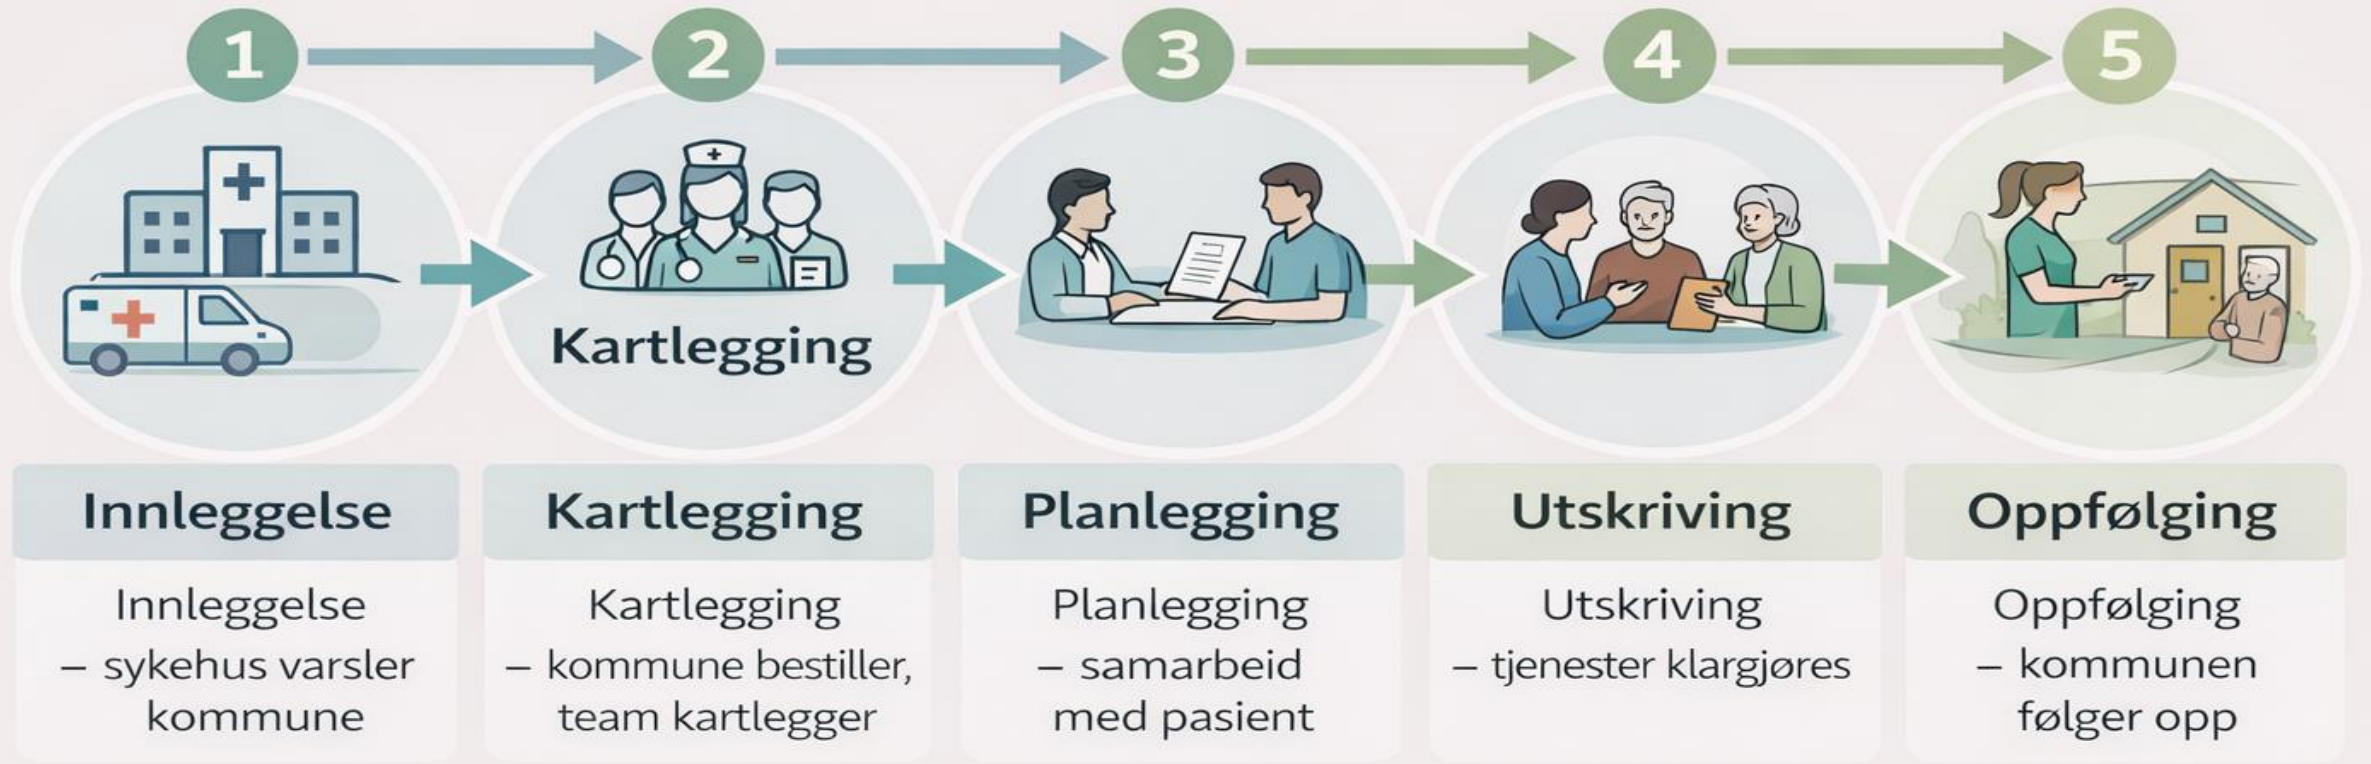 1
2
3
4
5
Kartlegging
Innleggelse
Innleggelse
– sykehus varsler
kommune
Kartlegging
Kartlegging
– kommune bestiller,
team kartlegger
Planlegging
Planlegging
– samarbeid
med pasient
Utskriving
Utskriving
– tjenester klargjøres
Oppfølging
Oppfølging
– kommunen
følger opp